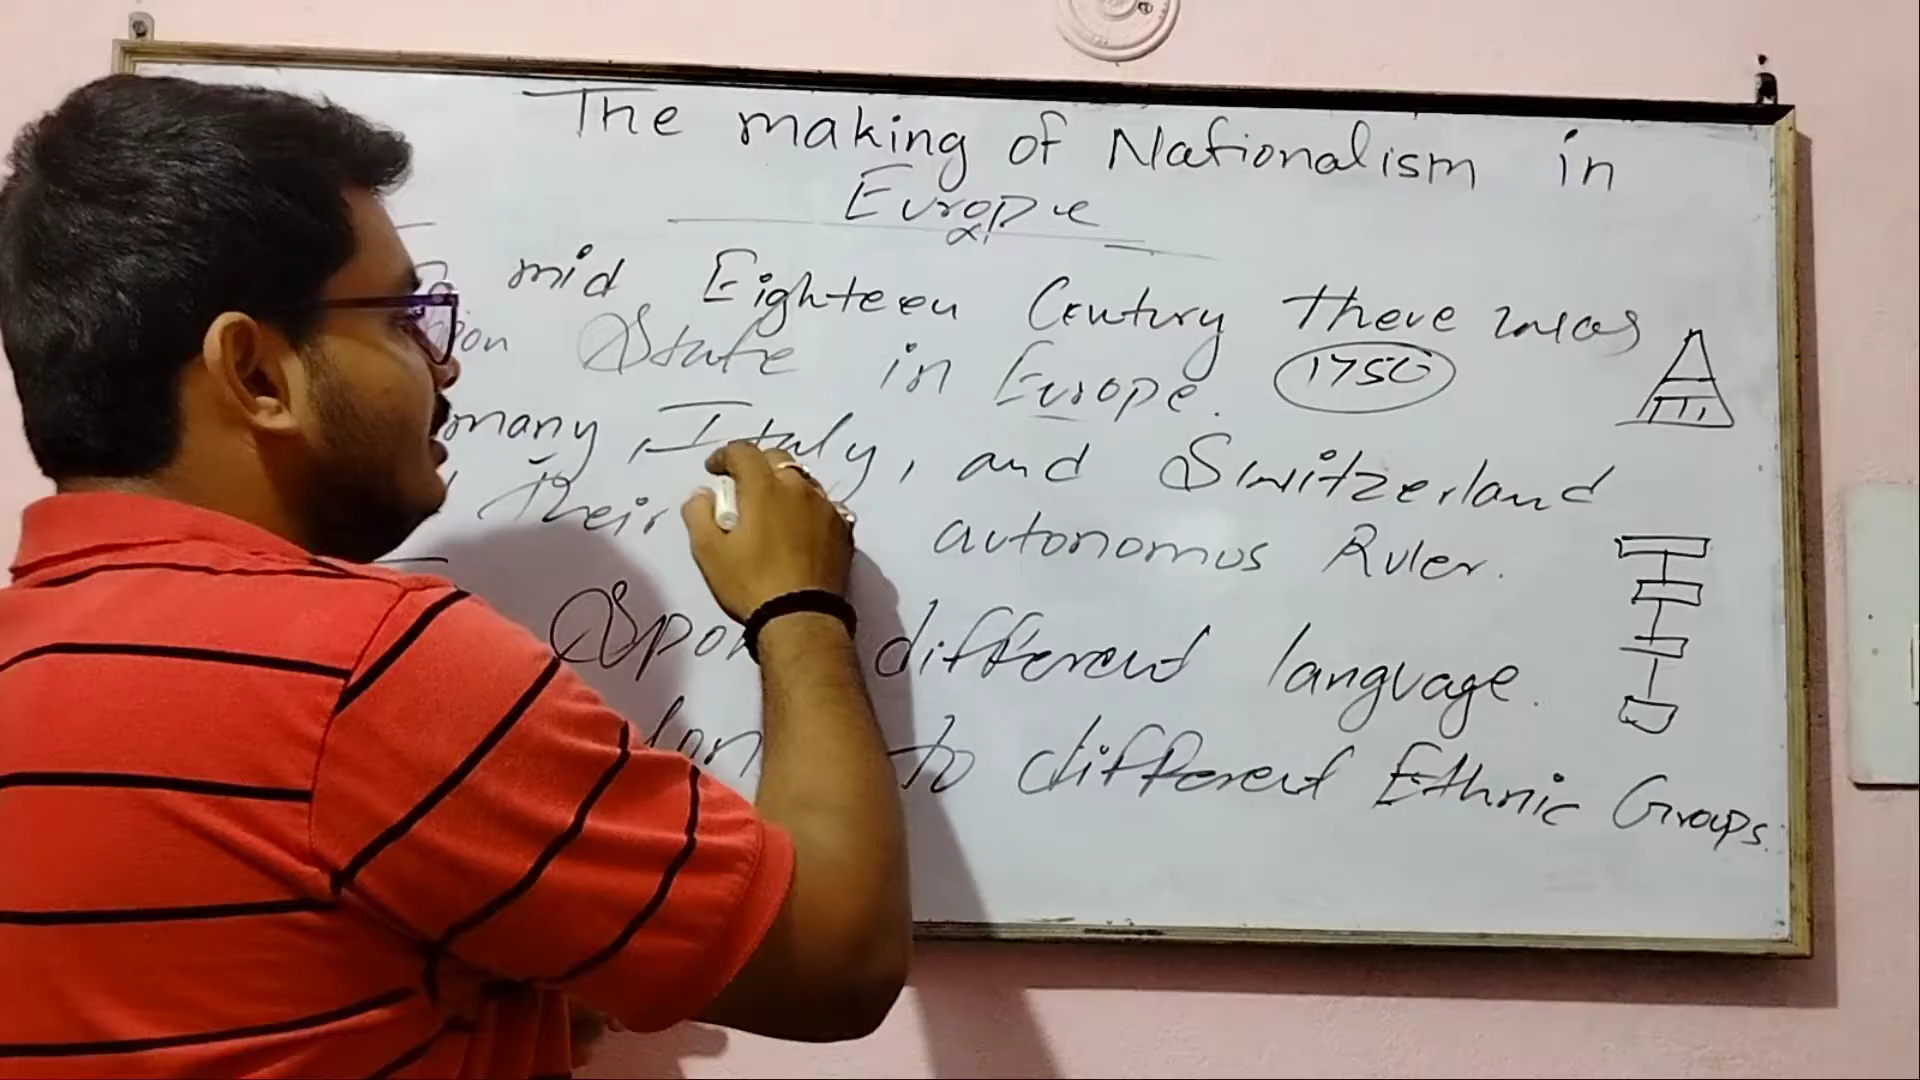 The making of Nationalism in
Europe
mid Eighteen Century there was
State in Europe. 1750
Italy, and Switzerland
Their autonomus Ruler.
different language.
to different Ethnic Groups.